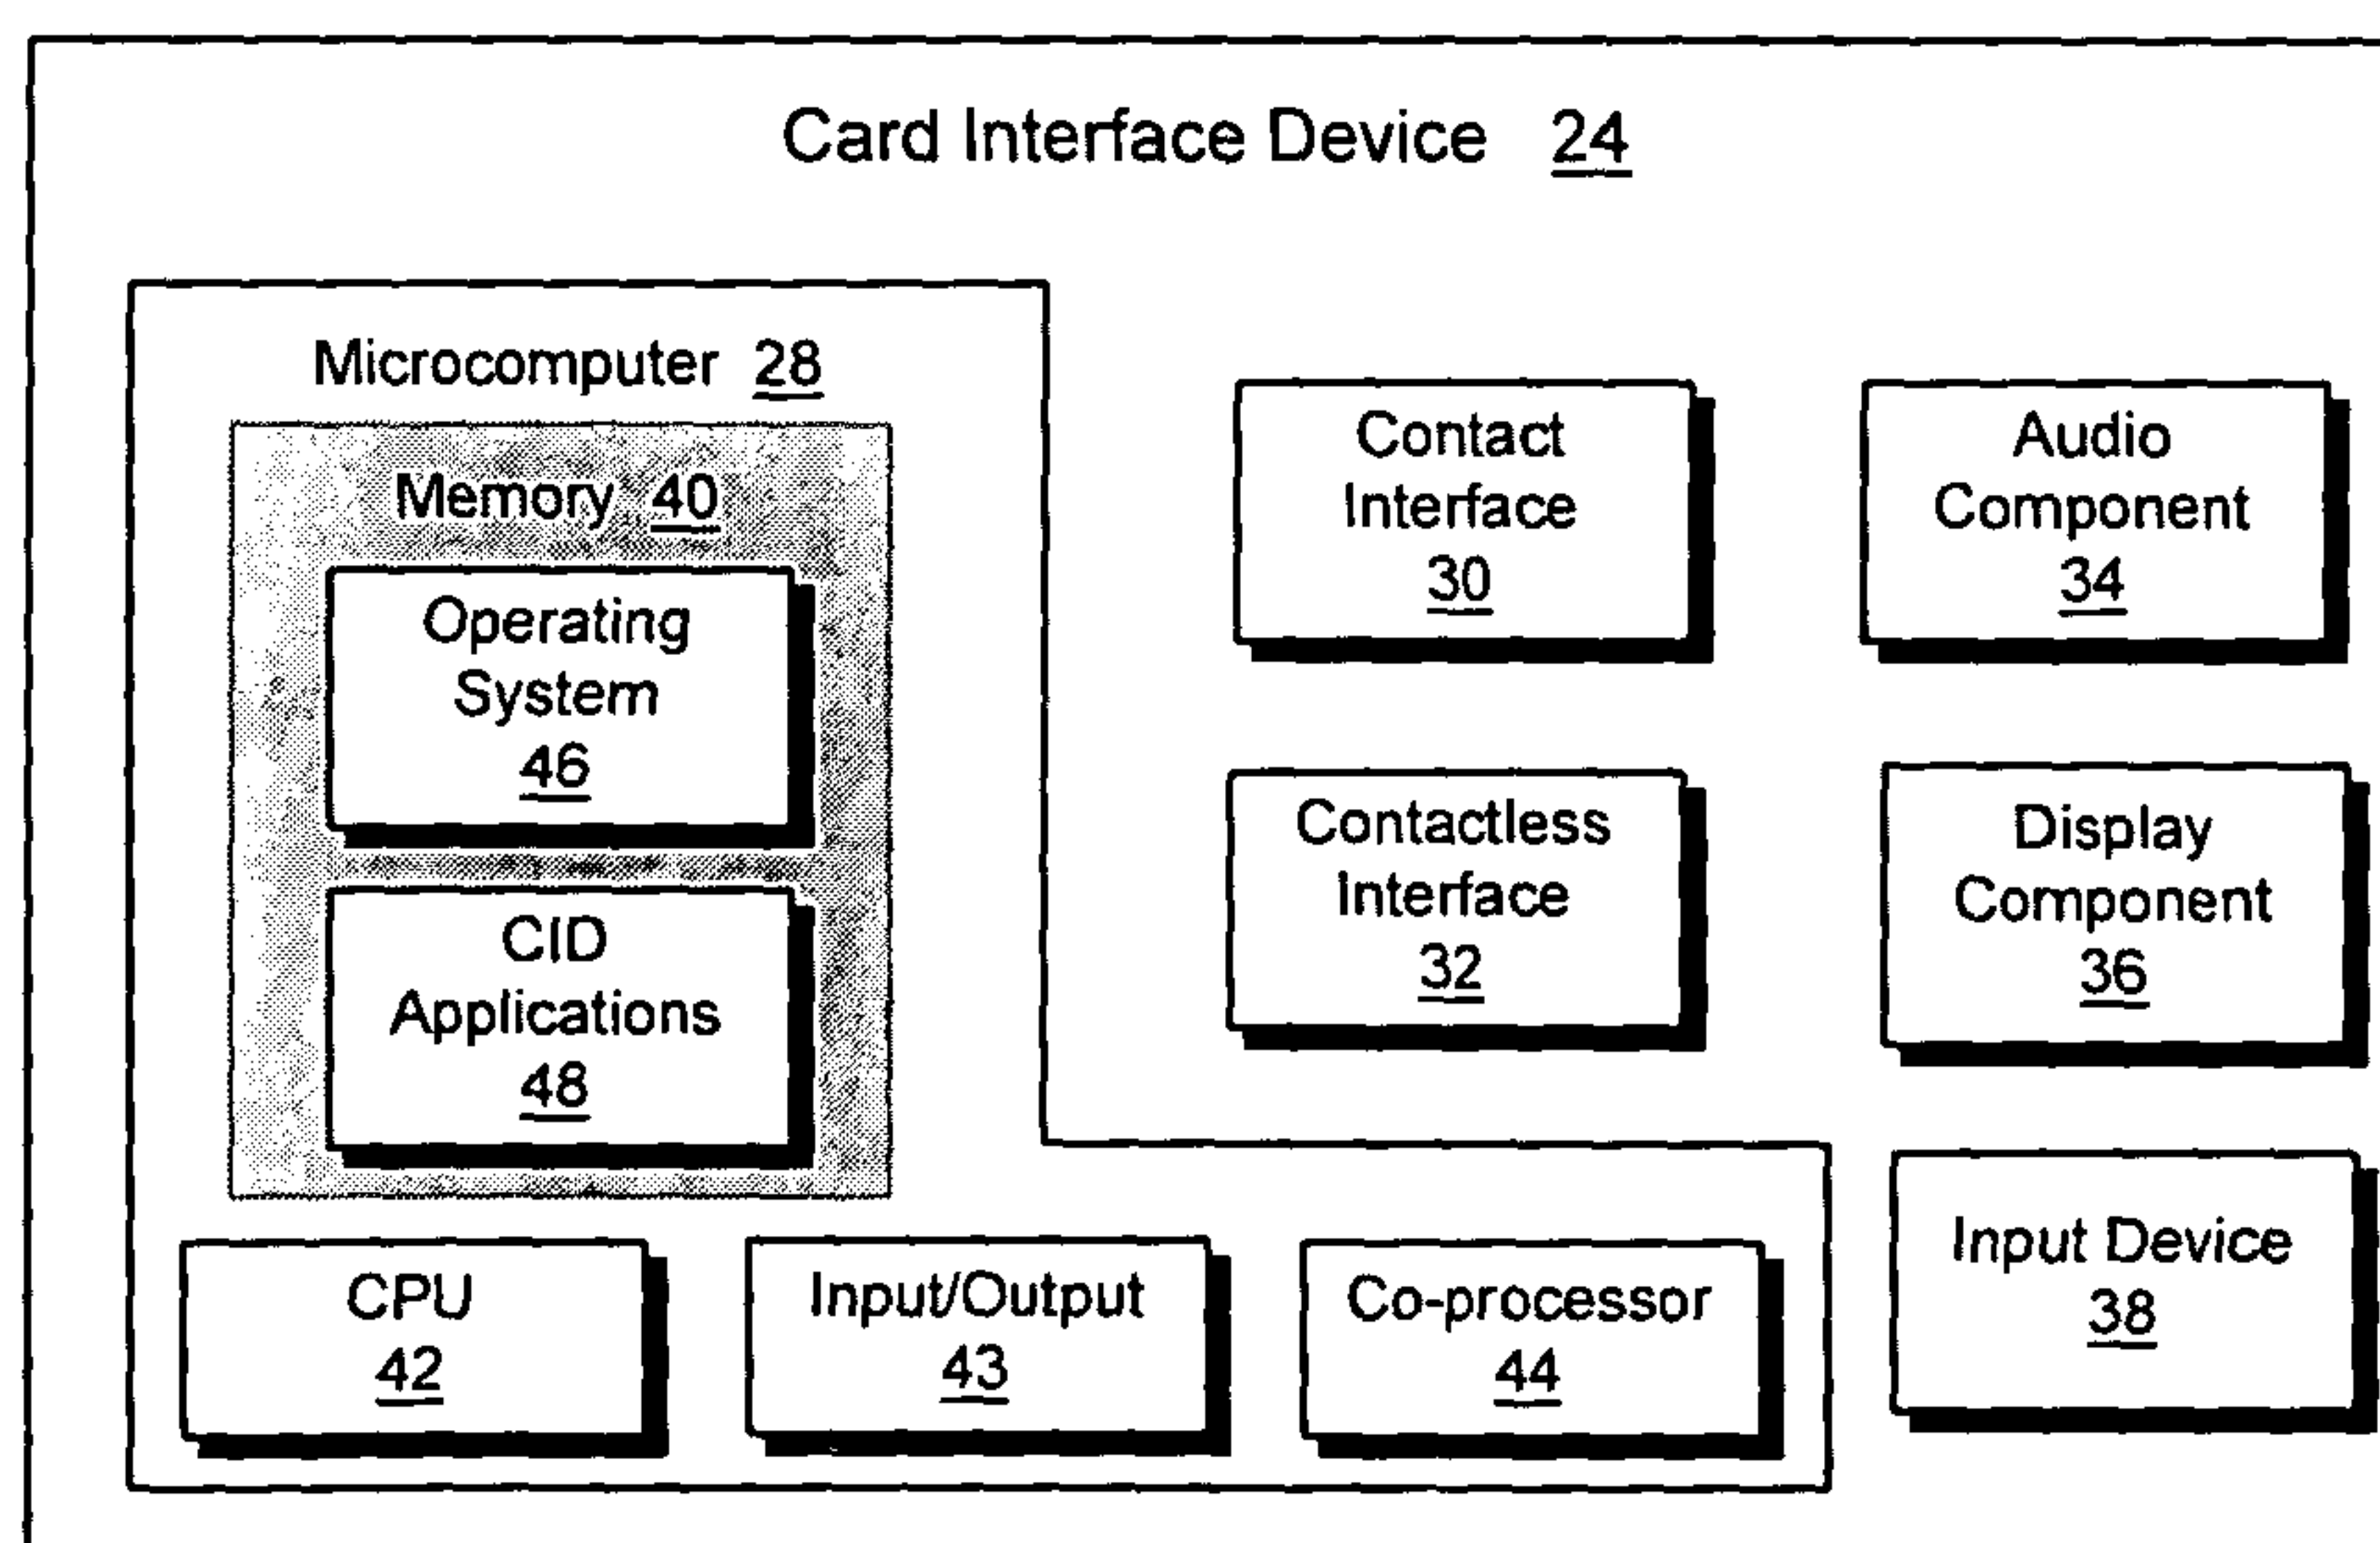 Card Interface Device 24
Microcomputer 28
Memory 40
Operating
System
46
CID
Applications
48
CPU
42
Input/Output
43
Co-processor
44
Contact
Interface
30
Contactless
Interface
32
Audio
Component
34
Display
Component
36
Input Device
38